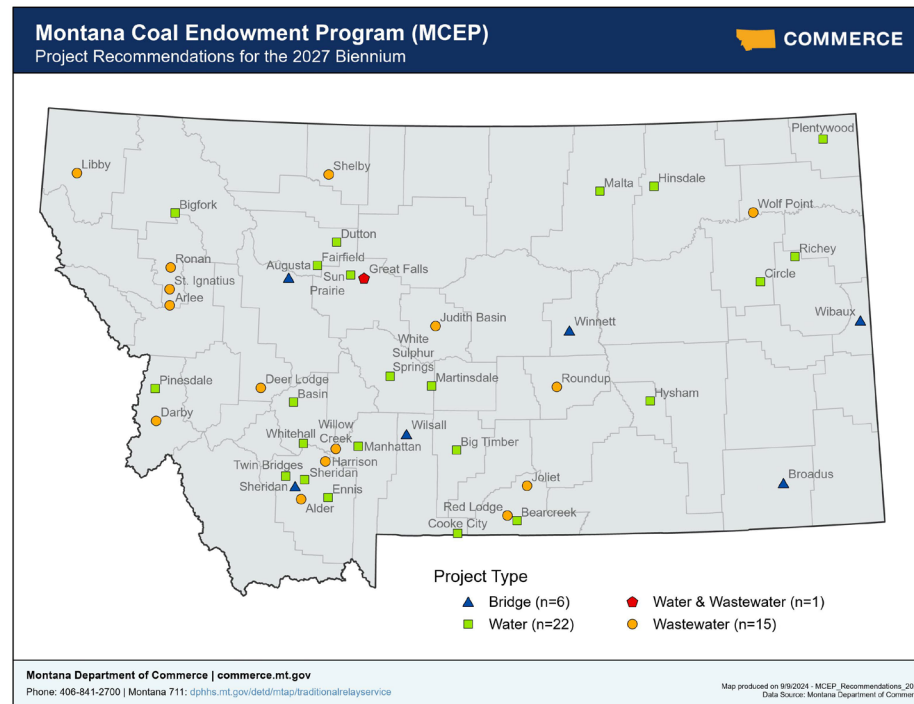 Montana Coal Endowment Program (MCEP)
Project Recommendations for the 2027 Biennium
COMMERCE
Plentywood
Libby
Shelby
Hinsdale
Malta
Bigfork
Wolf Point
Dutton
Richey
Ronan
Augusta
Fairfield
Great Falls
St. Ignatius
Sun
Prairie
Circle
Arlee
Wibaux
Judith Basin
Winnett
White
Sulphur
Springs
Pinesdale
Deer Lodge
Martinsdale
Roundup
Basin
Hysham
Darby
Willow
Creek
Wilsall
Whitehall
Manhattan
Big Timber
Harrison
Twin Bridges
Sheridan
Sheridan
Ennis
Joliet
Broadus
Alder
Red Lodge
Bearcreek
Cooke City
Project Type
Bridge (n=6)
Water & Wastewater (n=1)
Water (n=22)
Wastewater (n=15)
Montana Department of Commerce | commerce.mt.gov
Phone: 406-841-2700 | Montana 711: dphhs.mt.gov/detd/mtap/traditionalrelayservice
Map produced on 9/9/2024 - MCEP_Recommendations_20
Data Source: Montana Department of Commer